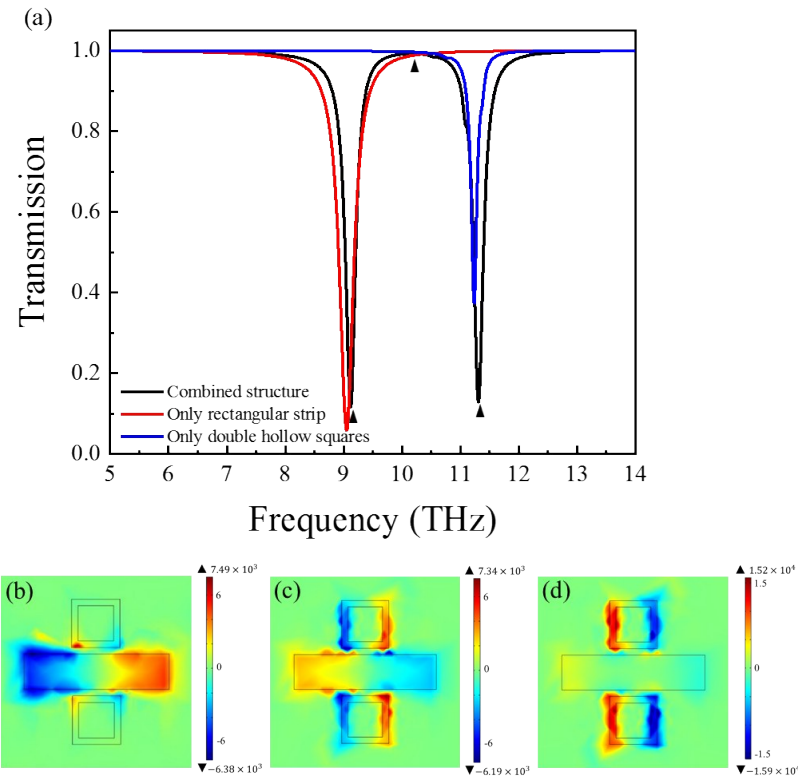 (a)
1.0
0.8
0.6
0.4
0.2
0.0
Transmission
Combined structure
Only rectangular strip
Only double hollow squares
5 6 7 8 9 10 11 12 13 14
Frequency (THz)
(b)
▲ 7.49 × 10³
6
0
-6
▼ −6.38 × 10³
(c)
▲ 7.34 × 10³
6
0
-6
▼ −6.19 × 10³
(d)
▲ 1.52 × 10⁴
1.5
0
-1.5
▼ −1.59 × 10